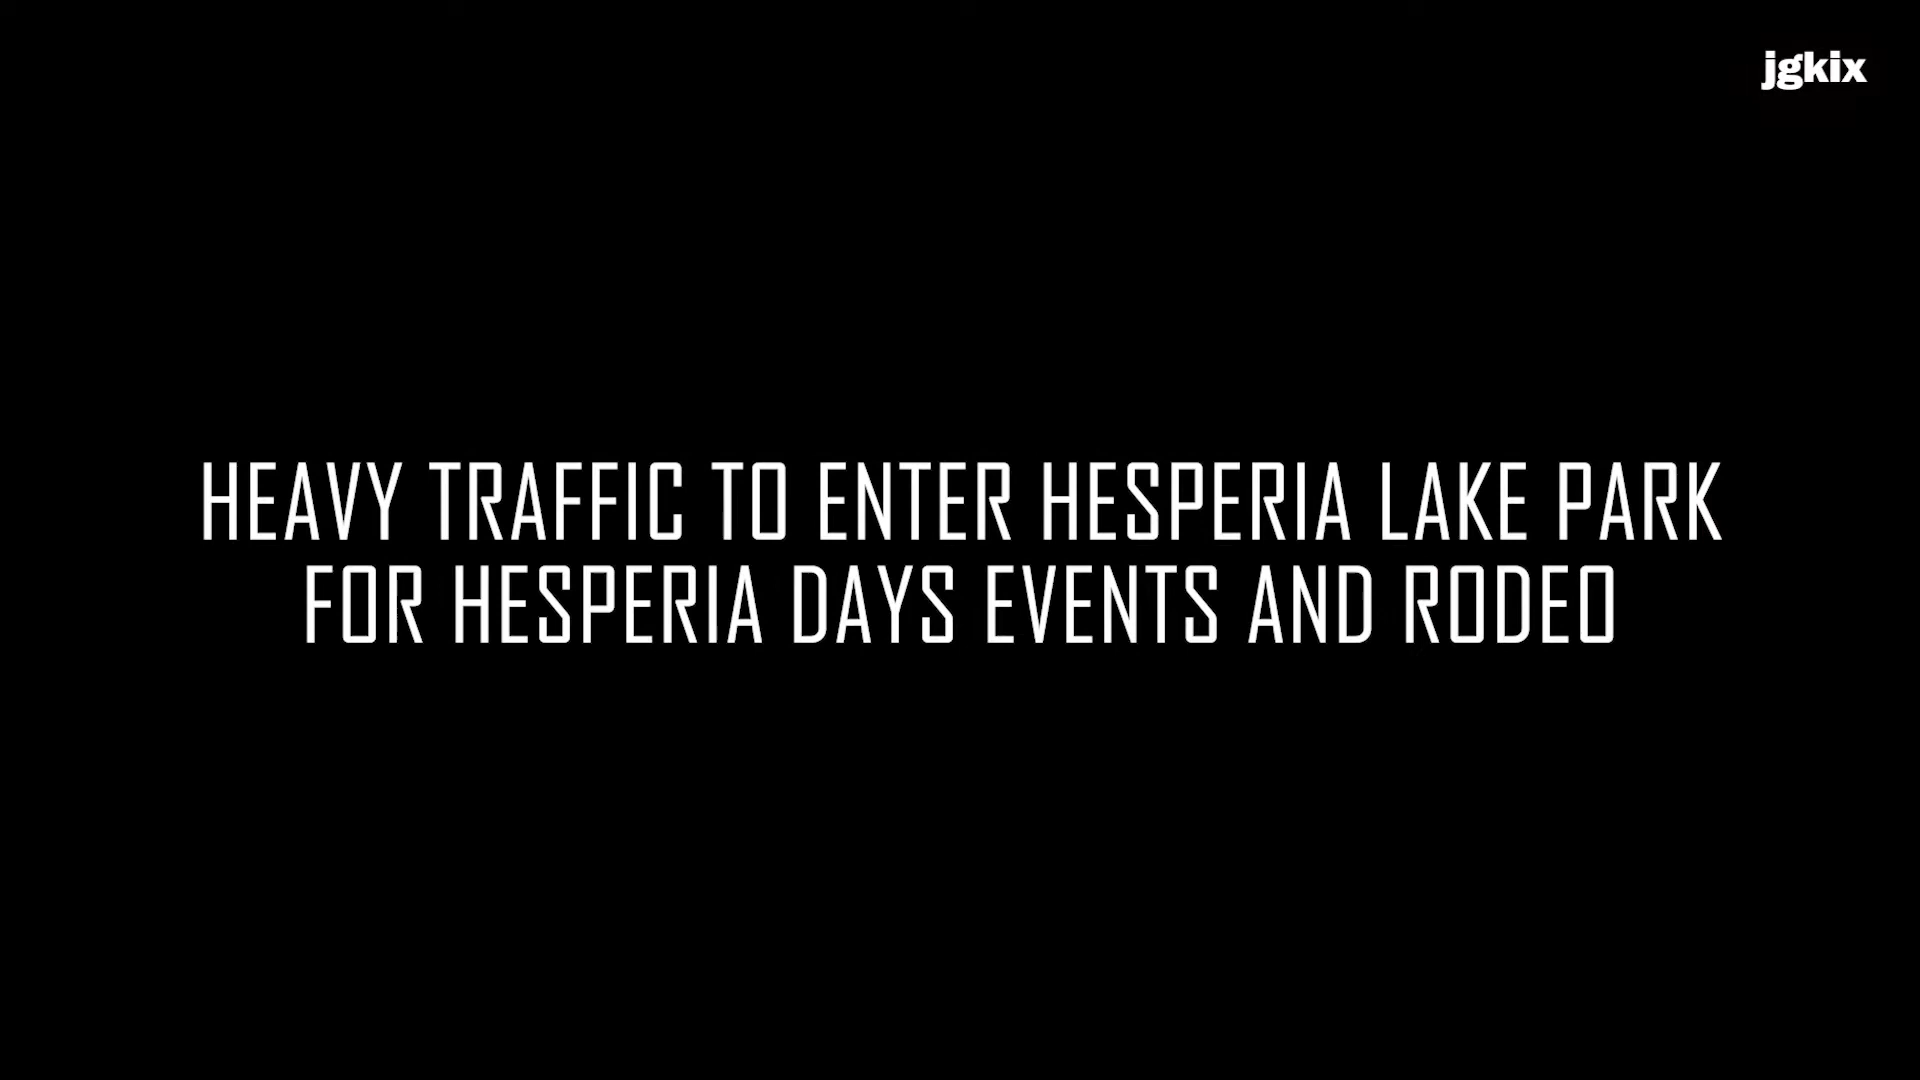 jgkix
HEAVY TRAFFIC TO ENTER HESPERIA LAKE PARK
FOR HESPERIA DAYS EVENTS AND RODEO